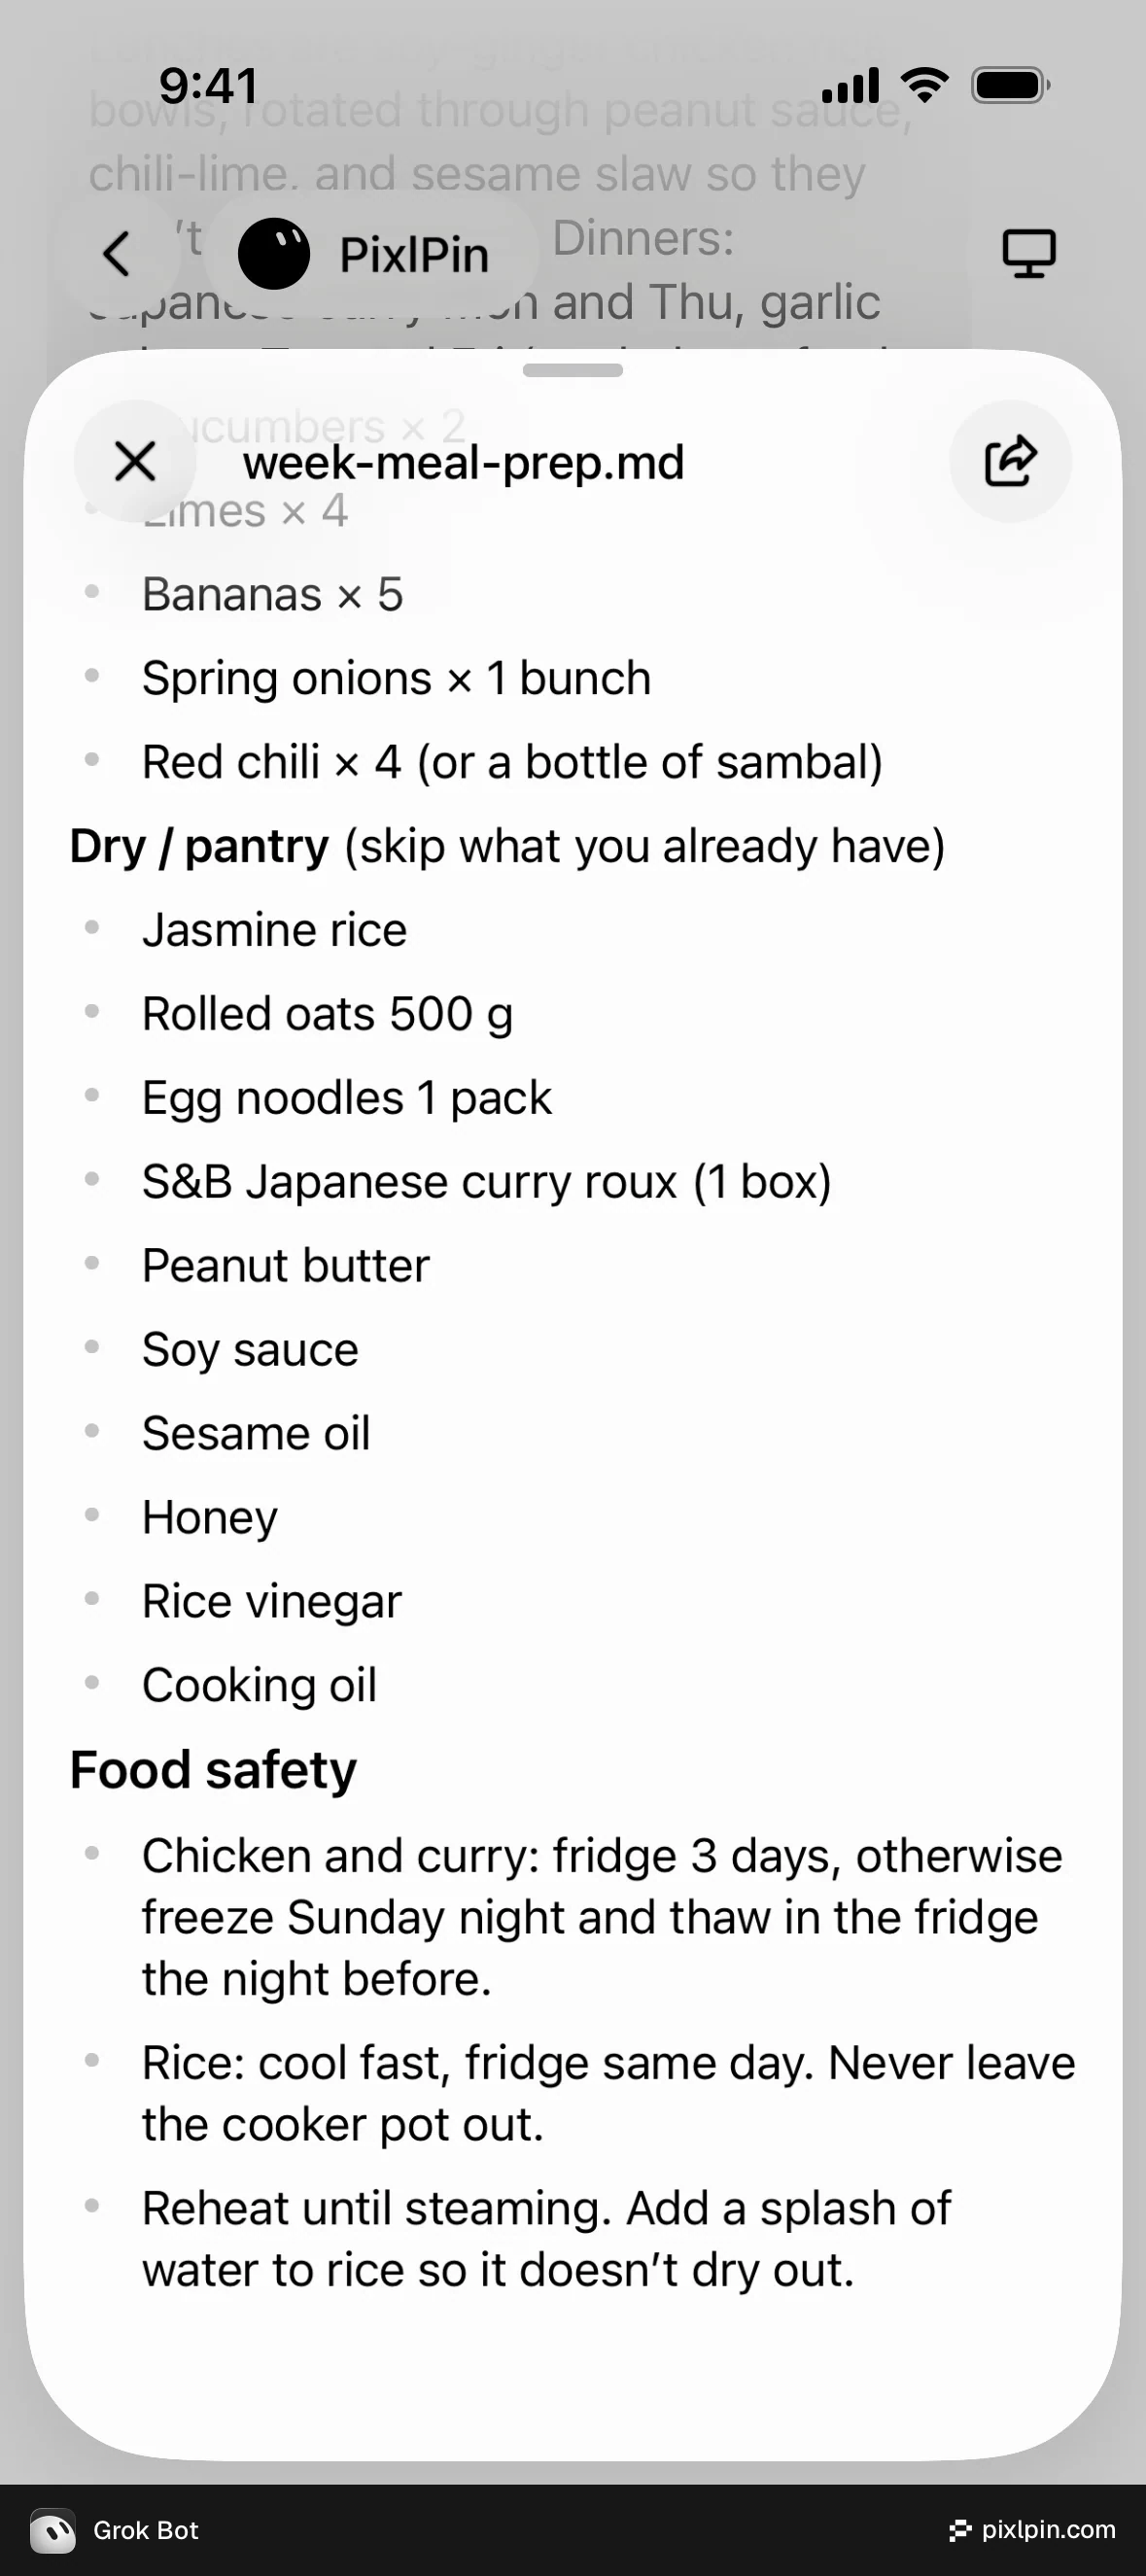 9:41
bowls, rotated through peanut sauce,
chili-lime, and sesame slaw so they
't
PixlPin
Dinners:
and Thu, garlic
× 2
week-meal-prep.md
Limes × 4
Bananas × 5
Spring onions × 1 bunch
Red chili × 4 (or a bottle of sambal)
Dry / pantry (skip what you already have)
Jasmine rice
Rolled oats 500 g
Egg noodles 1 pack
S&B Japanese curry roux (1 box)
Peanut butter
Soy sauce
Sesame oil
Honey
Rice vinegar
Cooking oil
Food safety
Chicken and curry: fridge 3 days, otherwise
freeze Sunday night and thaw in the fridge
the night before.
Rice: cool fast, fridge same day. Never leave
the cooker pot out.
Reheat until steaming. Add a splash of
water to rice so it doesn't dry out.
Grok Bot
pixlpin.com